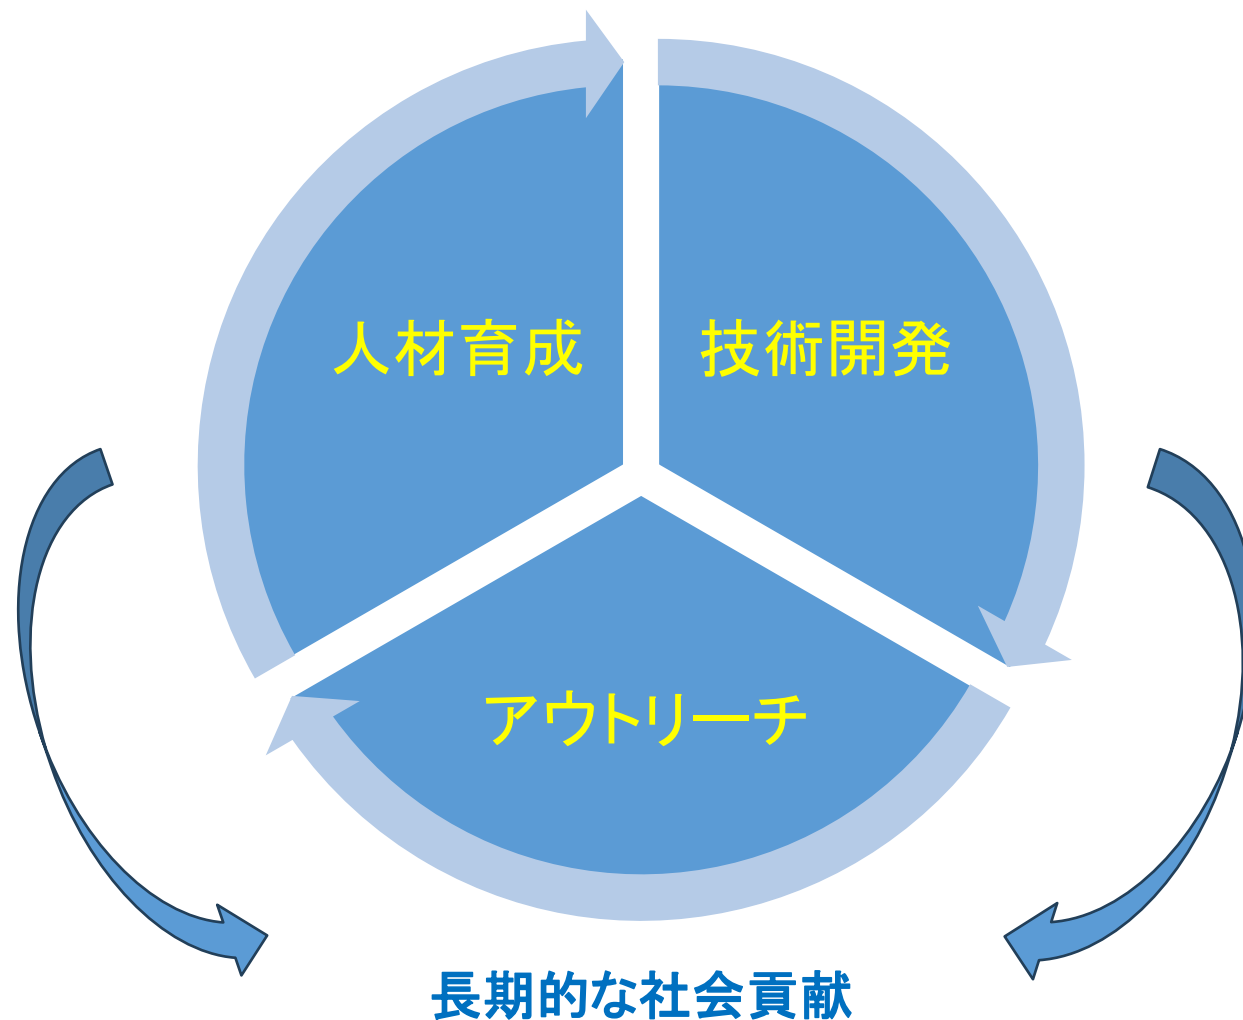 人材育成
技術開発
アウトリーチ
長期的な社会貢献